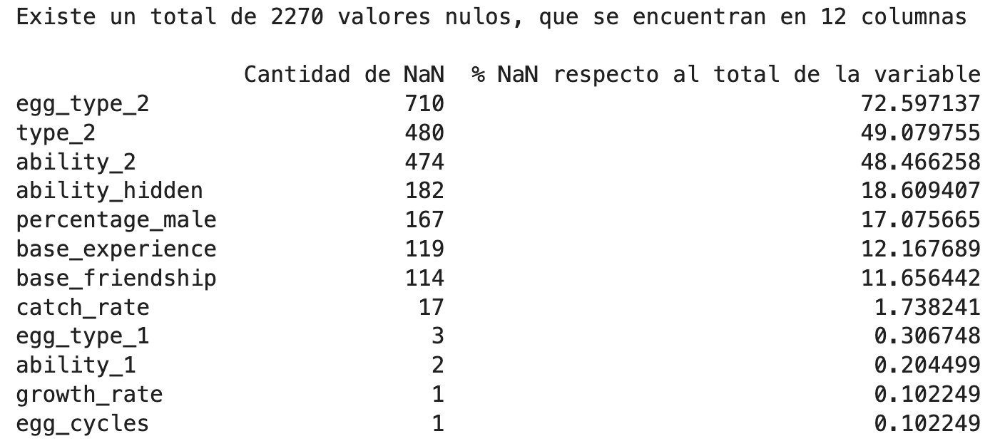 Existe un total de 2270 valores nulos, que se encuentran en 12 columnas
Cantidad de NaN % NaN respecto al total de la variable
egg_type_2 710 72.597137
type_2 480 49.079755
ability_2 474 48.466258
ability_hidden 182 18.609407
percentage_male 167 17.075665
base_experience 119 12.167689
base_friendship 114 11.656442
catch_rate 17 1.738241
egg_type_1 3 0.306748
ability_1 2 0.204499
growth_rate 1 0.102249
egg_cycles 1 0.102249